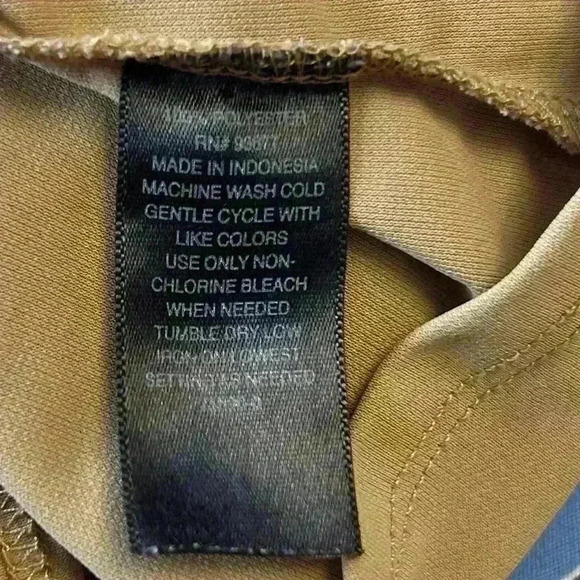 100% POLYESTER
RN# 99677
MADE IN INDONESIA
MACHINE WASH COLD
GENTLE CYCLE WITH
LIKE COLORS
USE ONLY NON-
CHLORINE BLEACH
WHEN NEEDED
TUMBLE DRY LOW
IRON ON LOWEST
SETTING AS NEEDED